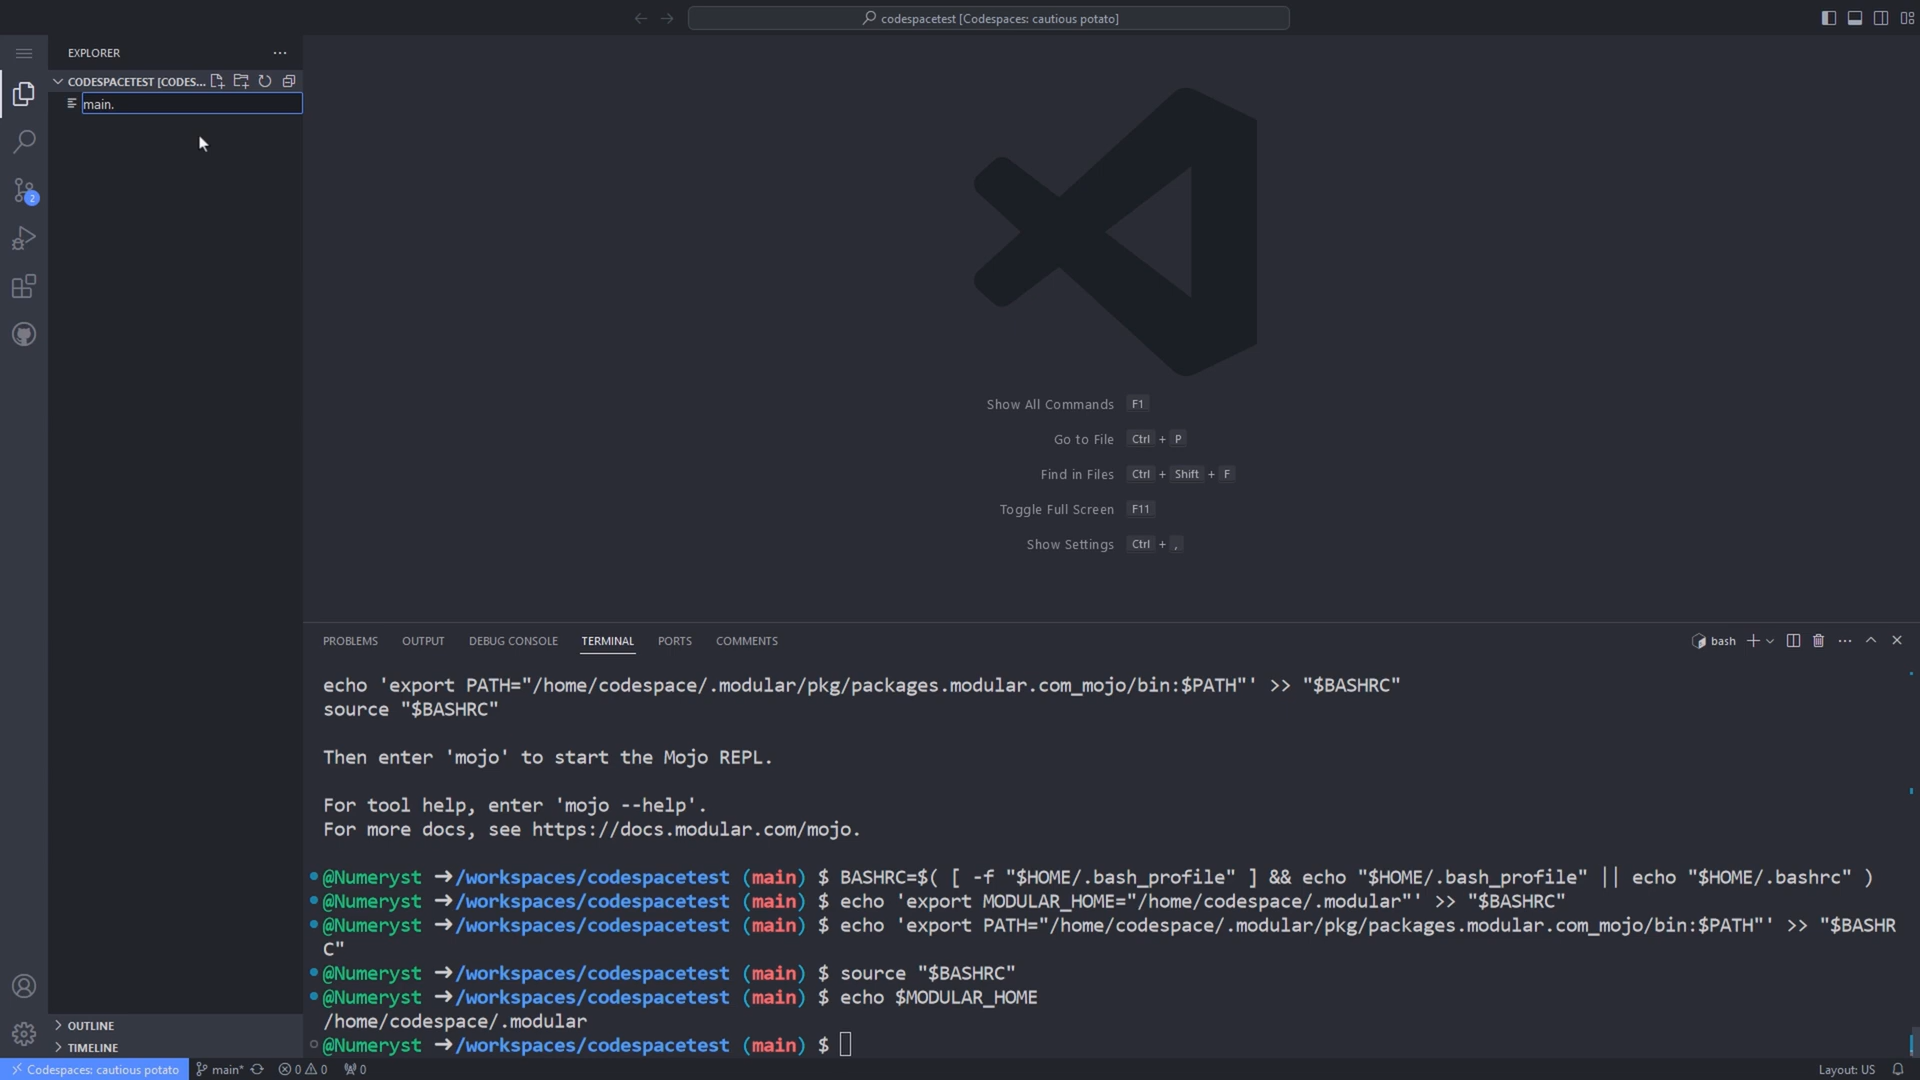 codespacetest [Codespaces: cautious potato]
EXPLORER
CODESPACETEST [CODES...
main.
2
Show All Commands F1
Go to File Ctrl + P
Find in Files Ctrl + Shift + F
Toggle Full Screen F11
Show Settings Ctrl + ,
PROBLEMS OUTPUT DEBUG CONSOLE TERMINAL PORTS COMMENTS
bash
echo 'export PATH="/home/codespace/.modular/pkg/packages.modular.com_mojo/bin:$PATH"' >> "$BASHRC"
source "$BASHRC"
Then enter 'mojo' to start the Mojo REPL.
For tool help, enter 'mojo --help'.
For more docs, see https://docs.modular.com/mojo.
@Numeryst ➜/workspaces/codespacetest (main) $ BASHRC=$( [ -f "$HOME/.bash_profile" ] && echo "$HOME/.bash_profile" || echo "$HOME/.bashrc" )
@Numeryst ➜/workspaces/codespacetest (main) $ echo 'export MODULAR_HOME="/home/codespace/.modular"' >> "$BASHRC"
@Numeryst ➜/workspaces/codespacetest (main) $ echo 'export PATH="/home/codespace/.modular/pkg/packages.modular.com_mojo/bin:$PATH"' >> "$BASHR
C"
@Numeryst ➜/workspaces/codespacetest (main) $ source "$BASHRC"
@Numeryst ➜/workspaces/codespacetest (main) $ echo $MODULAR_HOME
/home/codespace/.modular
@Numeryst ➜/workspaces/codespacetest (main) $
OUTLINE
TIMELINE
Codespaces: cautious potato main* 0 0 0 Layout: US